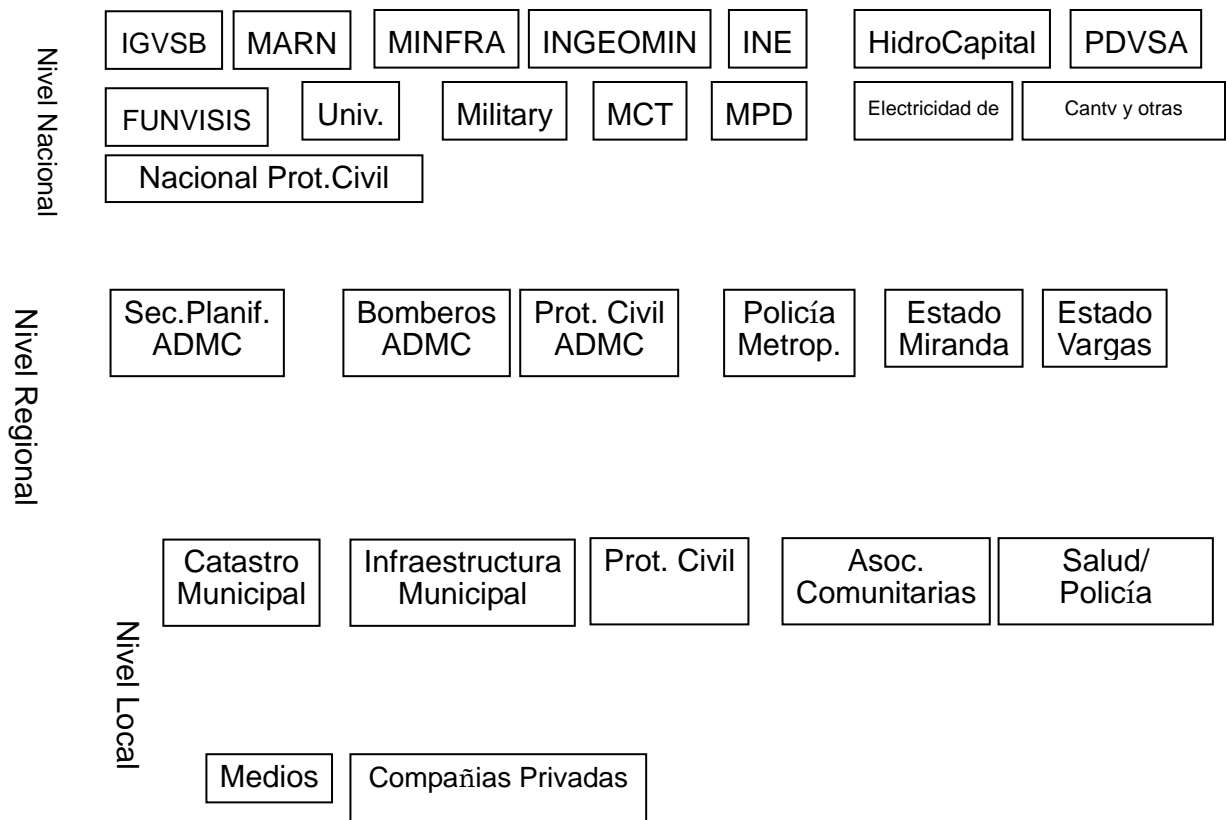 Nivel Nacional
IGVSB MARN MINFRA INGEOMIN INE HidroCapital PDVSA
FUNVISIS Univ. Military MCT MPD Electricidad de Cantv y otras
Nacional Prot.Civil
Nivel Regional
Sec.Planif. Bomberos Prot. Civil Policía Estado Estado
ADMC ADMC ADMC Metrop. Miranda Vargas
Nivel Local
Catastro Infraestructura Prot. Civil Asoc. Salud/
Municipal Municipal Comunitarias Policía
Medios Compañias Privadas